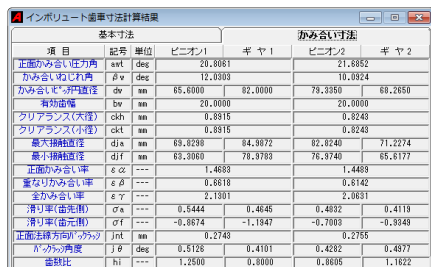 インボリュート歯車寸法計算結果
基本寸法 かみ合い寸法
項 目 記号 単位 ピニオン1 ギ ヤ 1 ピニオン2 ギ ヤ 2
正面かみ合い圧力角 awt deg 20.8061 21.6852
かみ合いねじれ角 βw deg 12.0303 10.0924
かみ合いピッチ円直径 dw mm 65.6000 82.0000 79.3350 68.2650
有効歯幅 bw mm 20.0000 20.0000
クリアランス(大径) ckh mm 0.8915 0.8243
クリアランス(小径) ckt mm 0.8915 0.8243
最大接触直径 dja mm 69.8298 84.9872 82.8240 71.2274
最小接触直径 djf mm 63.3060 78.9783 76.9740 65.6177
正面かみ合い率 εα --- 1.4683 1.4489
重なりかみ合い率 εβ --- 0.6618 0.6142
全かみ合い率 εγ --- 2.1301 2.0631
滑り率(歯先側) σa --- 0.5444 0.4645 0.4832 0.4119
滑り率(歯元側) σf --- -0.8674 -1.1947 -0.7003 -0.9349
正面法線方向バックラッシ jnt mm 0.2873 0.2755
バックラッシ角度 jθ deg 0.5126 0.4101 0.4282 0.4977
歯数比 hi --- 1.2500 0.8000 0.8605 1.1622